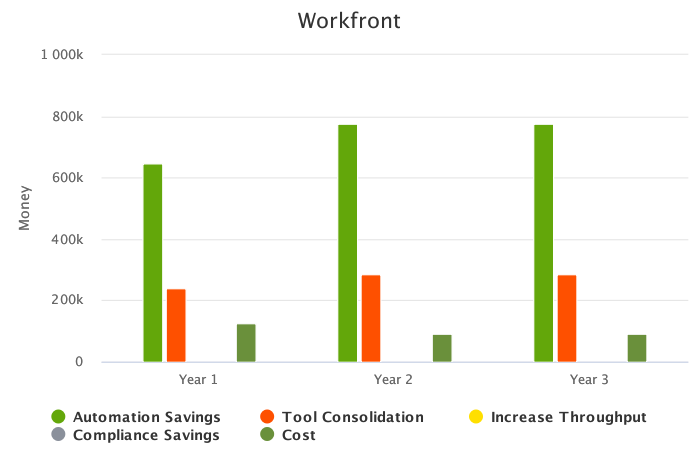 Workfront
1 000k
800k
600k
400k
200k
0
Money
Year 1
Year 2
Year 3
Automation Savings
Tool Consolidation
Increase Throughput
Compliance Savings
Cost